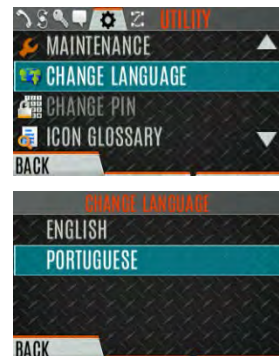 UTILITY
MAINTENANCE
CHANGE LANGUAGE
CHANGE PIN
ICON GLOSSARY
BACK
CHANGE LANGUAGE
ENGLISH
PORTUGUESE
BACK